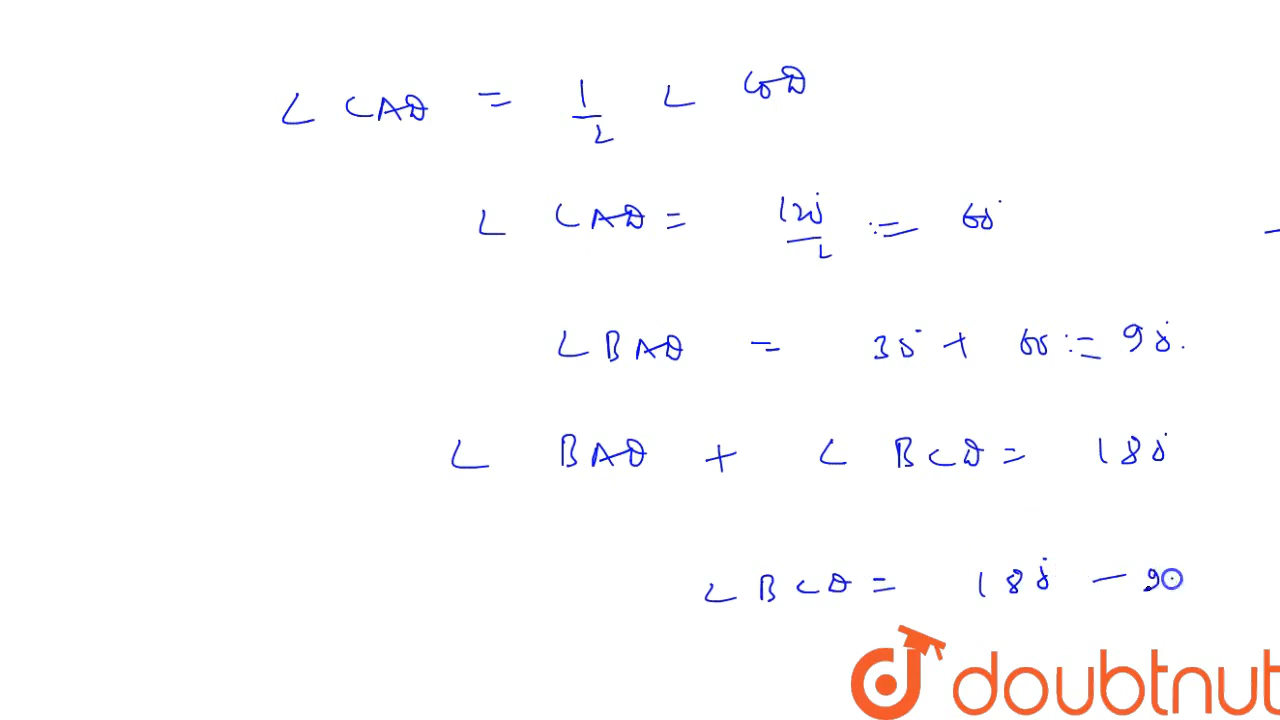 ∠ CAD = 1/2 ∠ COD
∠ CAD = 120°/2 = 60°
∠BAD = 30° + 60° = 90°.
∠ BAD + ∠ BCD = 180°
∠ BCD = 180° - 90
doubtnut